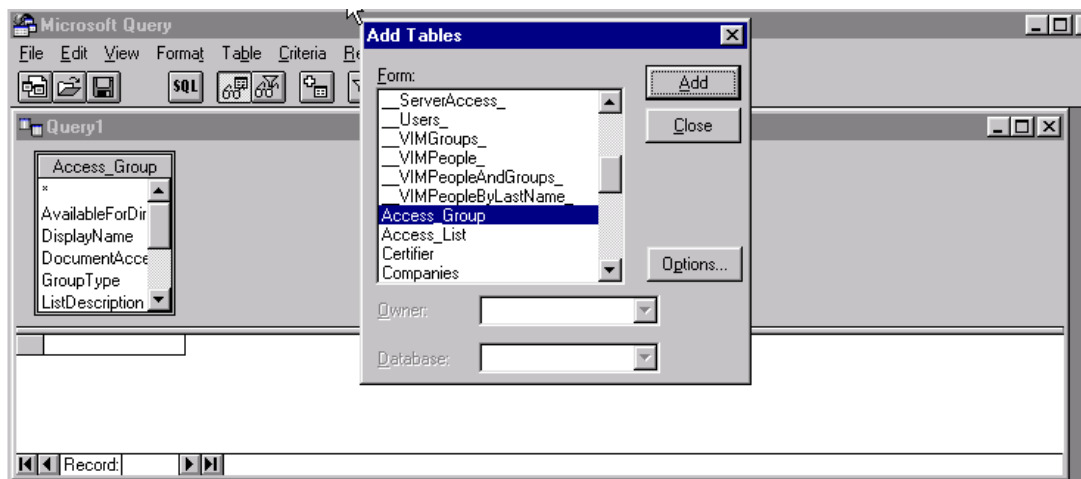 Microsoft Query
File Edit View Format Table Criteria Re
SQL
Query1
Access_Group
*
AvailableForDir
DisplayName
DocumentAcce
GroupType
ListDescription
Record:
Add Tables
Form:
__ServerAccess_
__Users_
__VIMGroups_
__VIMPeople_
__VIMPeopleAndGroups_
__VIMPeopleByLastName_
Access_Group
Access_List
Certifier
Companies
Add
Close
Options...
Owner:
Database: